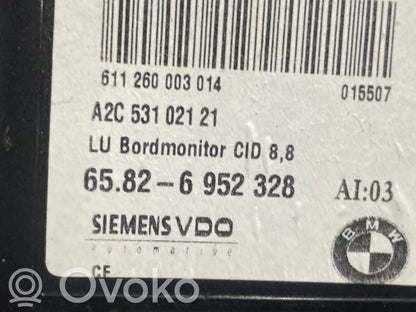 611 260 003 014 015507
A2C 531 021 21
LU Bordmonitor CID 8,8
65.82- 6 952 328 AI:03
SIEMENS VDO
Automotive
BMW
CE
Ovoko